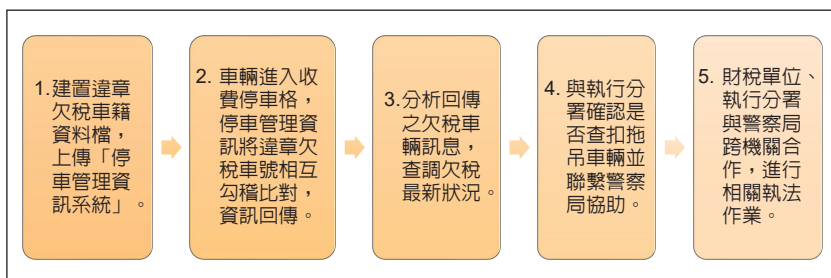 1.建置違章
欠稅車籍
資料檔，
上傳「停
車管理資
訊系統」。
2. 車輛進入收
費停車格，
停車管理資
訊將違章欠
稅車號相互
勾稽比對，
資訊回傳。
3.分析回傳
之欠稅車
輛訊息，
查調欠稅
最新狀況。
4. 與執行分
署確認是
否查扣拖
吊車輛並
聯繫警察
局協助。
5. 財稅單位、
執行分署
與警察局
跨機關合
作，進行
相關執法
作業。